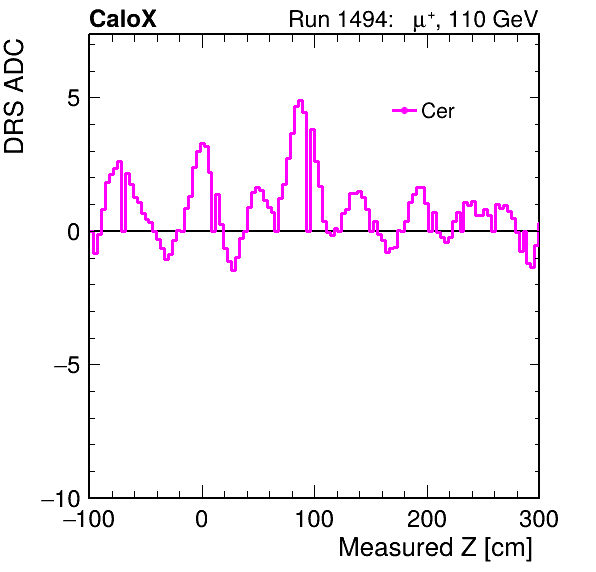 CaloX Run 1494: μ⁺, 110 GeV
DRS ADC
Cer
5
0
−5
−10
−100 0 100 200 300
Measured Z [cm]